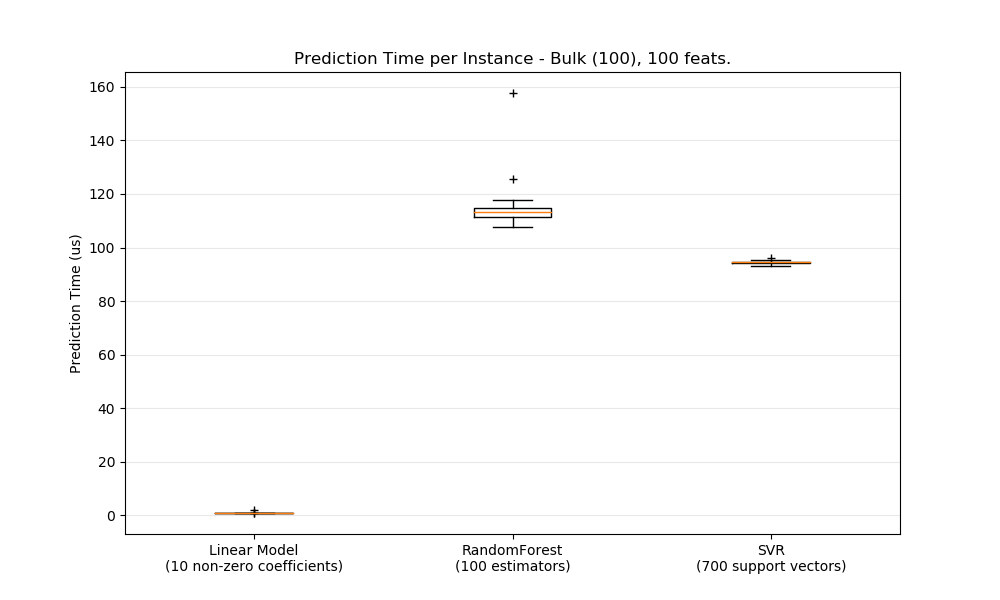 Prediction Time per Instance - Bulk (100), 100 feats.
160
140
120
100
80
60
40
20
0
Prediction Time (us)
Linear Model
(10 non-zero coefficients)
RandomForest
(100 estimators)
SVR
(700 support vectors)